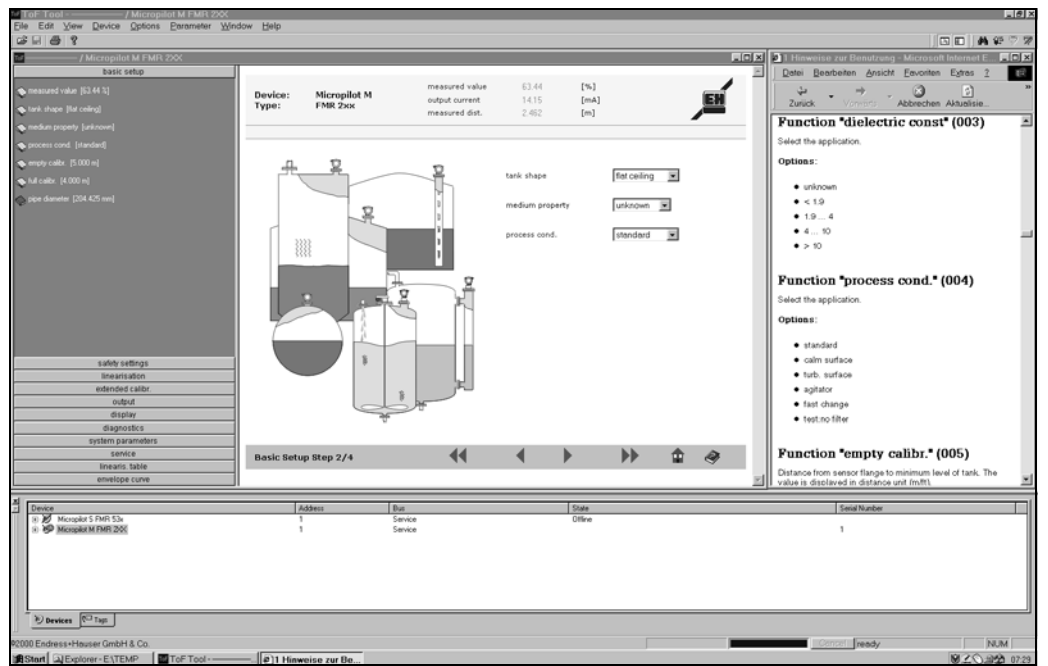 ToF Tool - ———— / Micropilot M FMR 2XX
File Edit View Device Options Parameter Window Help
———— / Micropilot M FMR 2XX
basic setup
measured value [63.44 %]
tank shape [flat ceiling]
medium property [unknown]
process cond. [standard]
empty calibr. [5.000 m]
full calibr. [4.000 m]
pipe diameter [204.425 mm]
safety settings
linearisation
extended calibr.
output
display
diagnostics
system parameters
service
linearis. table
envelope curve
Device: Micropilot M
Type: FMR 2xx
measured value 63.44 [%]
output current 14.15 [mA]
measured dist. 2.462 [m]
EH
tank shape flat ceiling
medium property unknown
process cond. standard
Basic Setup Step 2/4
1 Hinweise zur Benutzung - Microsoft Internet E...
Datei Bearbeiten Ansicht Favoriten Extras ?
Zurück Vorwärts Abbrechen Aktualisie...
Function "dielectric const" (003)
Select the application.
Options:
unknown
< 1.9
1.9 ... 4
4 ... 10
> 10
Function "process cond." (004)
Select the application.
Options:
standard
calm surface
turb. surface
agitator
fast change
test:no filter
Function "empty calibr." (005)
Distance from sensor flange to minimum level of tank. The
value is displayed in distance unit (m/ft).
Device Address Bus State Serial Number
Micropilot S FMR 53x 1 Service Offline
Micropilot M FMR 2XX 1 Service 1
Devices Tags
©2000 Endress+Hauser GmbH & Co.
Cancel ready NUM
Start Explorer - E:\TEMP ToF Tool - ———— 1 Hinweise zur Be... 07:29